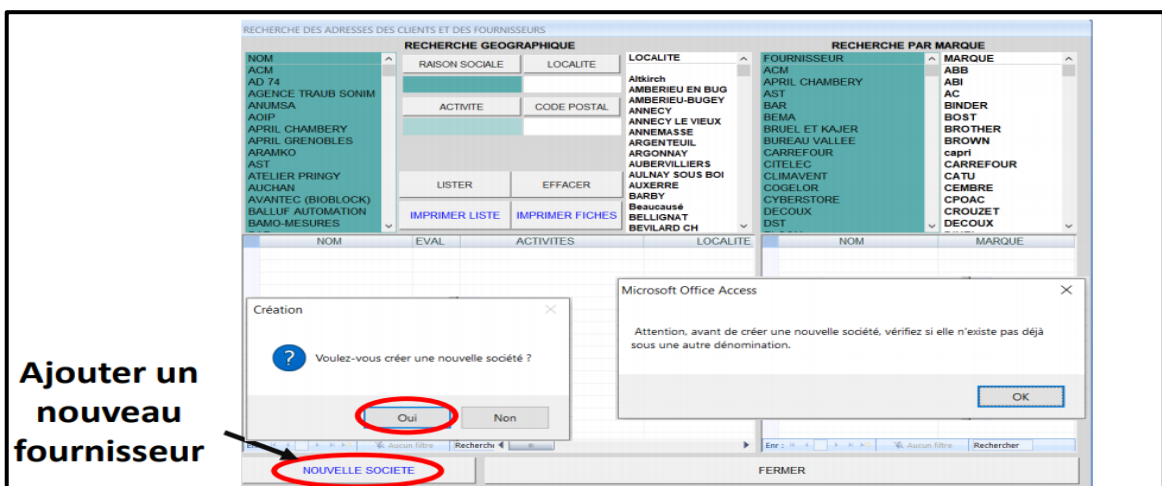 RECHERCHE DES ADRESSES DES CLIENTS ET DES FOURNISSEURS
RECHERCHE GEOGRAPHIQUE
RECHERCHE PAR MARQUE
NOM
ACM
AD 74
AGENCE TRAUB SONIM
ANUMSA
AOIP
APRIL CHAMBERY
APRIL GRENOBLES
ARAMKO
AST
ATELIER PRINGY
AUCHAN
AVANTEC (BIOBLOCK)
BALLUF AUTOMATION
BAMO-MESURES
RAISON SOCIALE
LOCALITE
ACTIVITE
CODE POSTAL
LISTER
EFFACER
IMPRIMER LISTE
IMPRIMER FICHES
LOCALITE
Altkirch
AMBERIEU EN BUG
AMBERIEU-BUGEY
ANNECY
ANNECY LE VIEUX
ANNEMASSE
ARGENTEUIL
ARGONNAY
AUBERVILLIERS
AULNAY SOUS BOI
AUXERRE
BARBY
Beaucausé
BELLIGNAT
BEVILARD CH
FOURNISSEUR
ACM
APRIL CHAMBERY
AST
BAR
BEMA
BRUEL ET KAJER
BUREAU VALLEE
CARREFOUR
CITELEC
CLIMAVENT
COGELOR
CYBERSTORE
DECOUX
DST
MARQUE
ABB
ABI
AC
BINDER
BOST
BROTHER
BROWN
capri
CARREFOUR
CATU
CEMBRE
CPOAC
CROUZET
DECOUX
NOM EVAL ACTIVITES LOCALITE
NOM MARQUE
Création
Voulez-vous créer une nouvelle société ?
Oui Non
Microsoft Office Access
Attention, avant de créer une nouvelle société, vérifiez si elle n'existe pas déjà
sous une autre dénomination.
OK
Ajouter un
nouveau
fournisseur
Aucun filtre Recherche
Enr : Aucun filtre Rechercher
NOUVELLE SOCIETE
FERMER